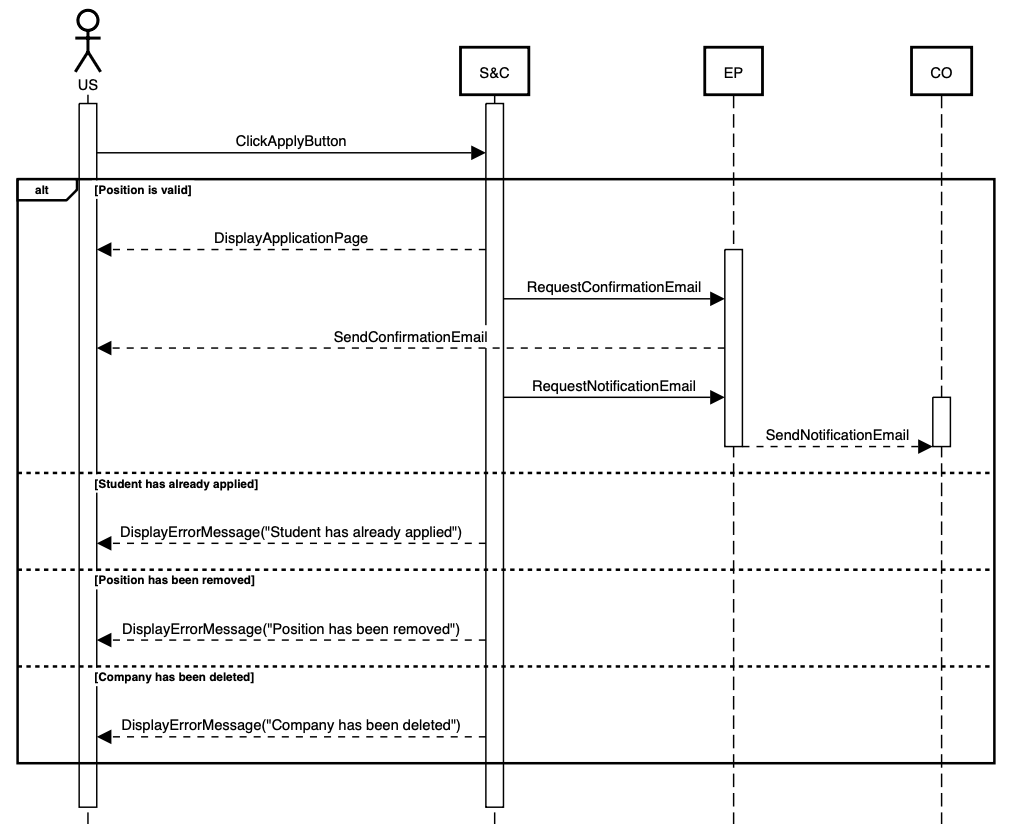 US
S&C
EP
CO
ClickApplyButton
alt
[Position is valid]
DisplayApplicationPage
RequestConfirmationEmail
SendConfirmationEmail
RequestNotificationEmail
SendNotificationEmail
[Student has already applied]
DisplayErrorMessage("Student has already applied")
[Position has been removed]
DisplayErrorMessage("Position has been removed")
[Company has been deleted]
DisplayErrorMessage("Company has been deleted")